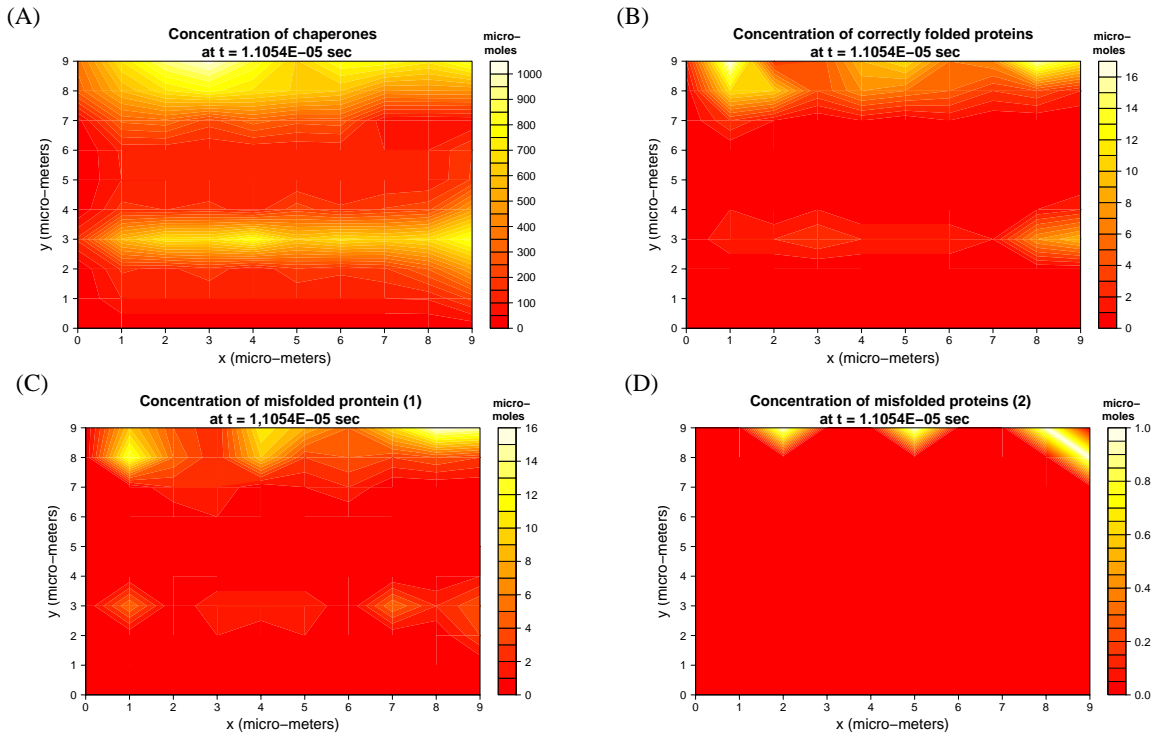 (A)
Concentration of chaperones
at t = 1.1054E−05 sec
micro−
moles
y (micro−meters)
9
8
7
6
5
4
3
2
1
0
0 1 2 3 4 5 6 7 8 9
x (micro−meters)
1000
900
800
700
600
500
400
300
200
100
0
(B)
Concentration of correctly folded proteins
at t = 1.1054E−05 sec
micro−
moles
y (micro−meters)
9
8
7
6
5
4
3
2
1
0
0 1 2 3 4 5 6 7 8 9
x (micro−meters)
16
14
12
10
8
6
4
2
0
(C)
Concentration of misfolded prontein (1)
at t = 1,1054E−05 sec
micro−
moles
y (micro−meters)
9
8
7
6
5
4
3
2
1
0
0 1 2 3 4 5 6 7 8 9
x (micro−meters)
16
14
12
10
8
6
4
2
0
(D)
Concentration of misfolded proteins (2)
at t = 1.1054E−05 sec
micro−
moles
y (micro−meters)
9
8
7
6
5
4
3
2
1
0
0 1 2 3 4 5 6 7 8 9
x (micro−meters)
1.0
0.8
0.6
0.4
0.2
0.0